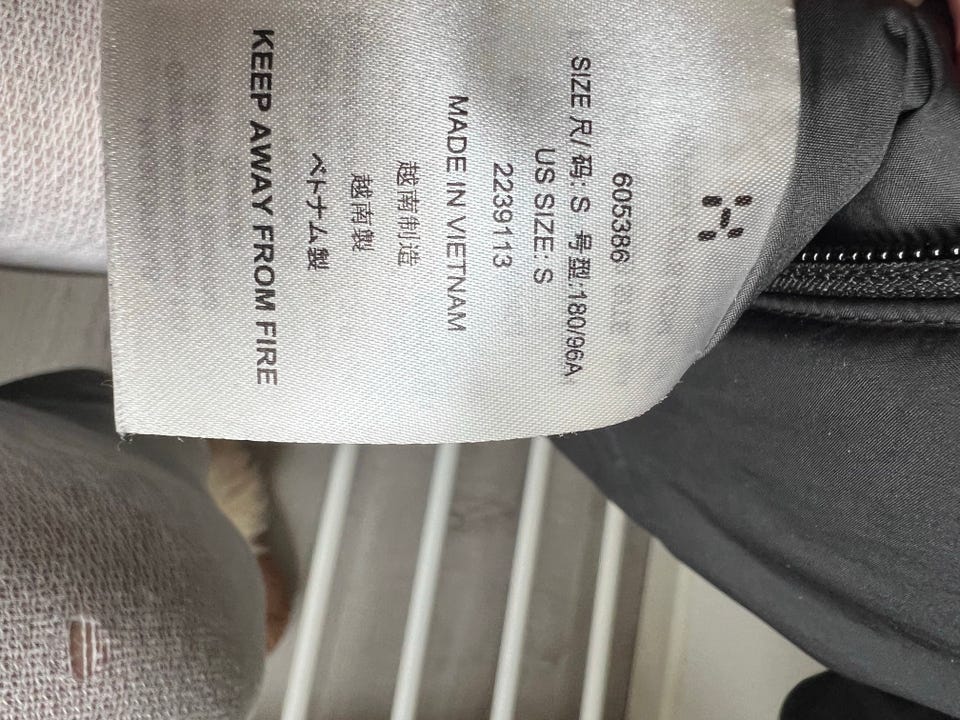 605386
SIZE 尺/ 码: S 号型:180/96A
US SIZE: S
2239113
MADE IN VIETNAM
越南制造
越南製
ベトナム製
KEEP AWAY FROM FIRE